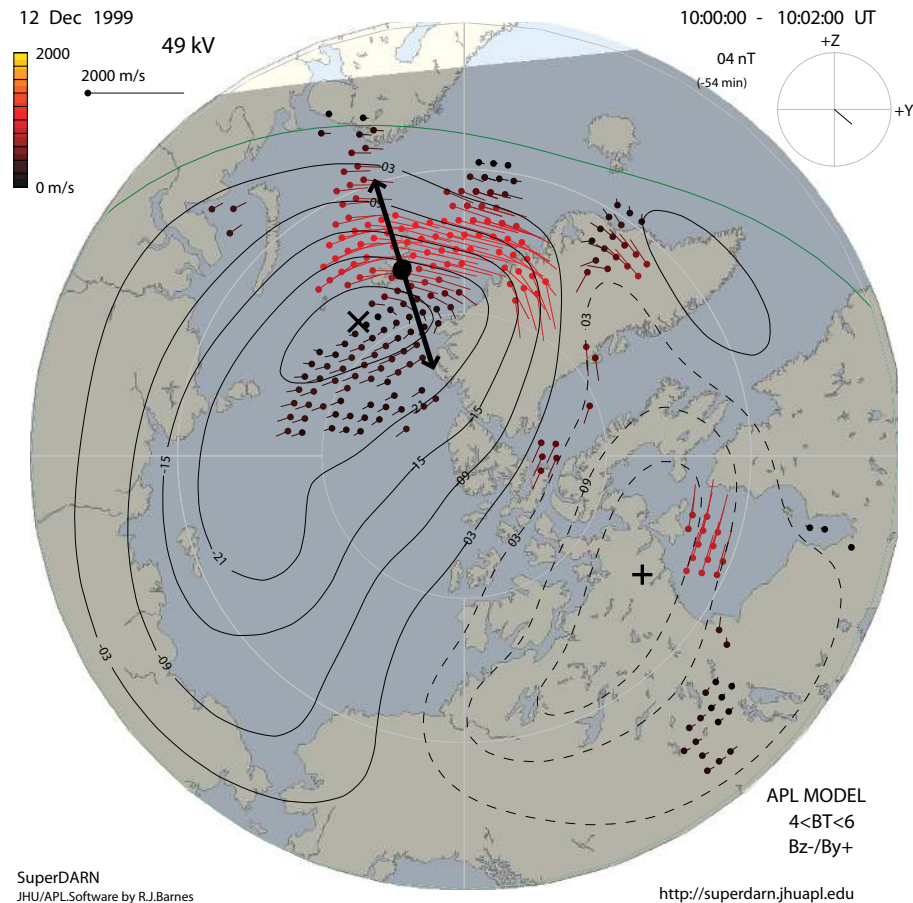 12 Dec 1999
10:00:00 - 10:02:00 UT
49 kV
2000
2000 m/s
0 m/s
04 nT
(-54 min)
+Z
+Y
-03
-09
03
-15
-21
-15
-09
03
-15
-21
-09
-03
03
-03
-09
APL MODEL
4<BT<6
Bz-/By+
SuperDARN
JHU/APL.Software by R.J.Barnes
http://superdarn.jhuapl.edu